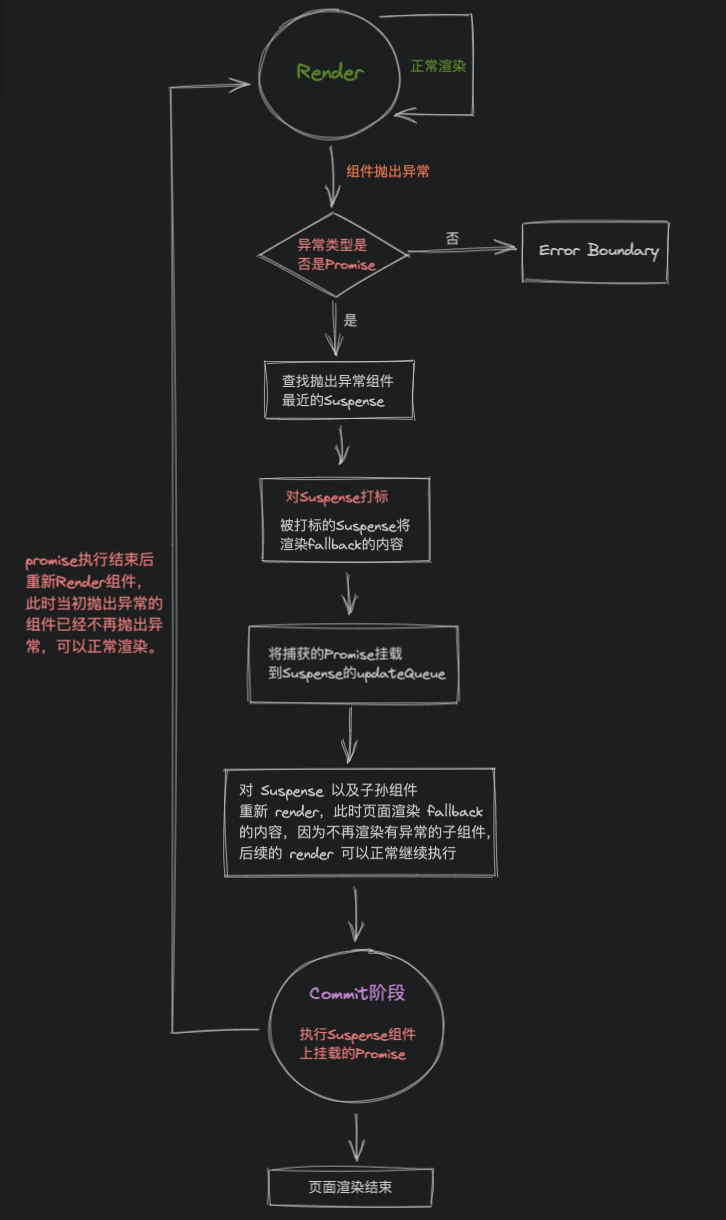 Render
正常渲染
组件抛出异常
异常类型是
否是Promise
否
Error Boundary
是
查找抛出异常组件
最近的Suspense
对Suspense打标
被打标的Suspense将
渲染fallback的内容
promise执行结束后
重新Render组件，
此时当初抛出异常的
组件已经不再抛出异
常，可以正常渲染。
将捕获的Promise挂载
到Suspense的updateQueue
对 Suspense 以及子孙组件
重新 render，此时页面渲染 fallback
的内容，因为不再渲染有异常的子组件，
后续的 render 可以正常继续执行
Commit阶段
执行Suspense组件
上挂载的Promise
页面渲染结束